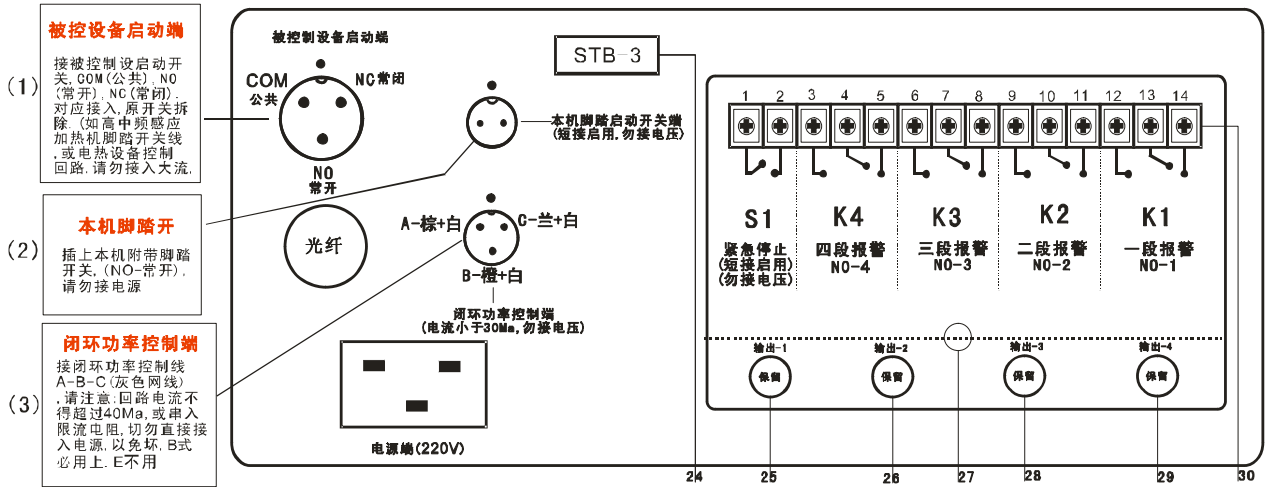 (1)
被控设备启动端
接被控制设启动开
关,COM(公共),NO
(常开),NC(常闭).
对应接入,原开关拆
除.(如高中频感应
加热机脚踏开关线
,或电热设备控制
回路.请勿接入大流,
(2)
本机脚踏开
插上本机附带脚踏
开关,(NO-常开),
请勿接电源
(3)
闭环功率控制端
接闭环功率控制线
A-B-C(灰色网线)
,请注意:回路电流不
得超过40Ma,或串入
限流电阻,切勿直接接
入电源,以免坏,B式
必用上.E不用
被控制设备启动端
COM
公共
NC常闭
NO
常开
光纤
STB-3
本机脚踏启动开关端
(短接启用,勿接电压)
A-棕+白
C-兰+白
B-橙+白
闭环功率控制端
(电流小于30Ma,勿接电压)
电源端(220V)
1 2 3 4 5 6 7 8 9 10 11 12 13 14
S1 K4 K3 K2 K1
紧急停止
(短接启用)
(勿接电压)
四段报警
NO-4
三段报警
NO-3
二段报警
NO-2
一段报警
NO-1
输出-1
保留
输出-2
保留
输出-3
保留
输出-4
保留
24 25 26 27 28 29 30